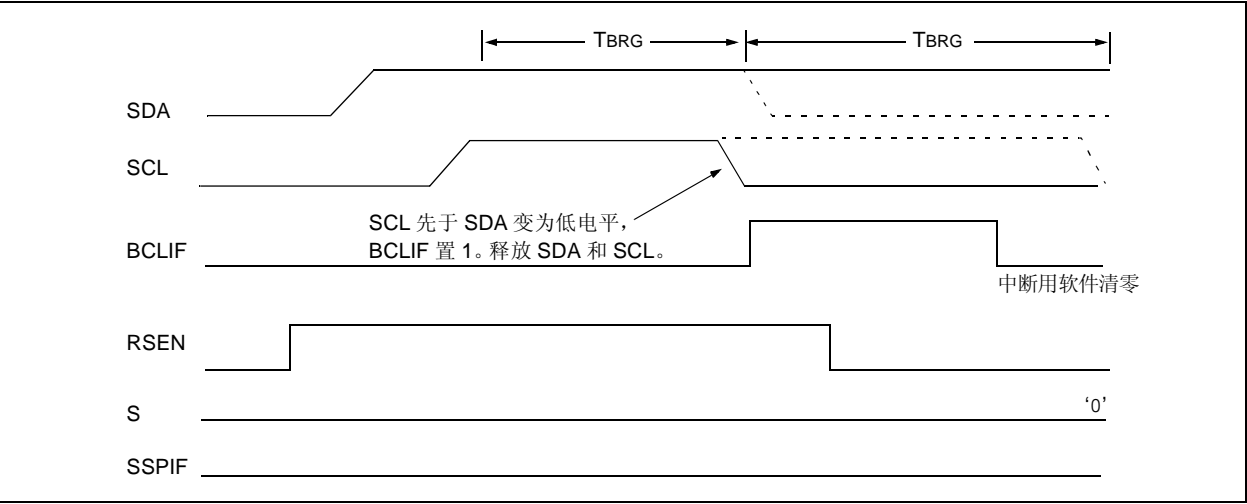 TBRG
TBRG
SDA
SCL
SCL 先于 SDA 变为低电平，
BCLIF 置 1。释放 SDA 和 SCL。
BCLIF
中断用软件清零
RSEN
S
‘0’
SSPIF